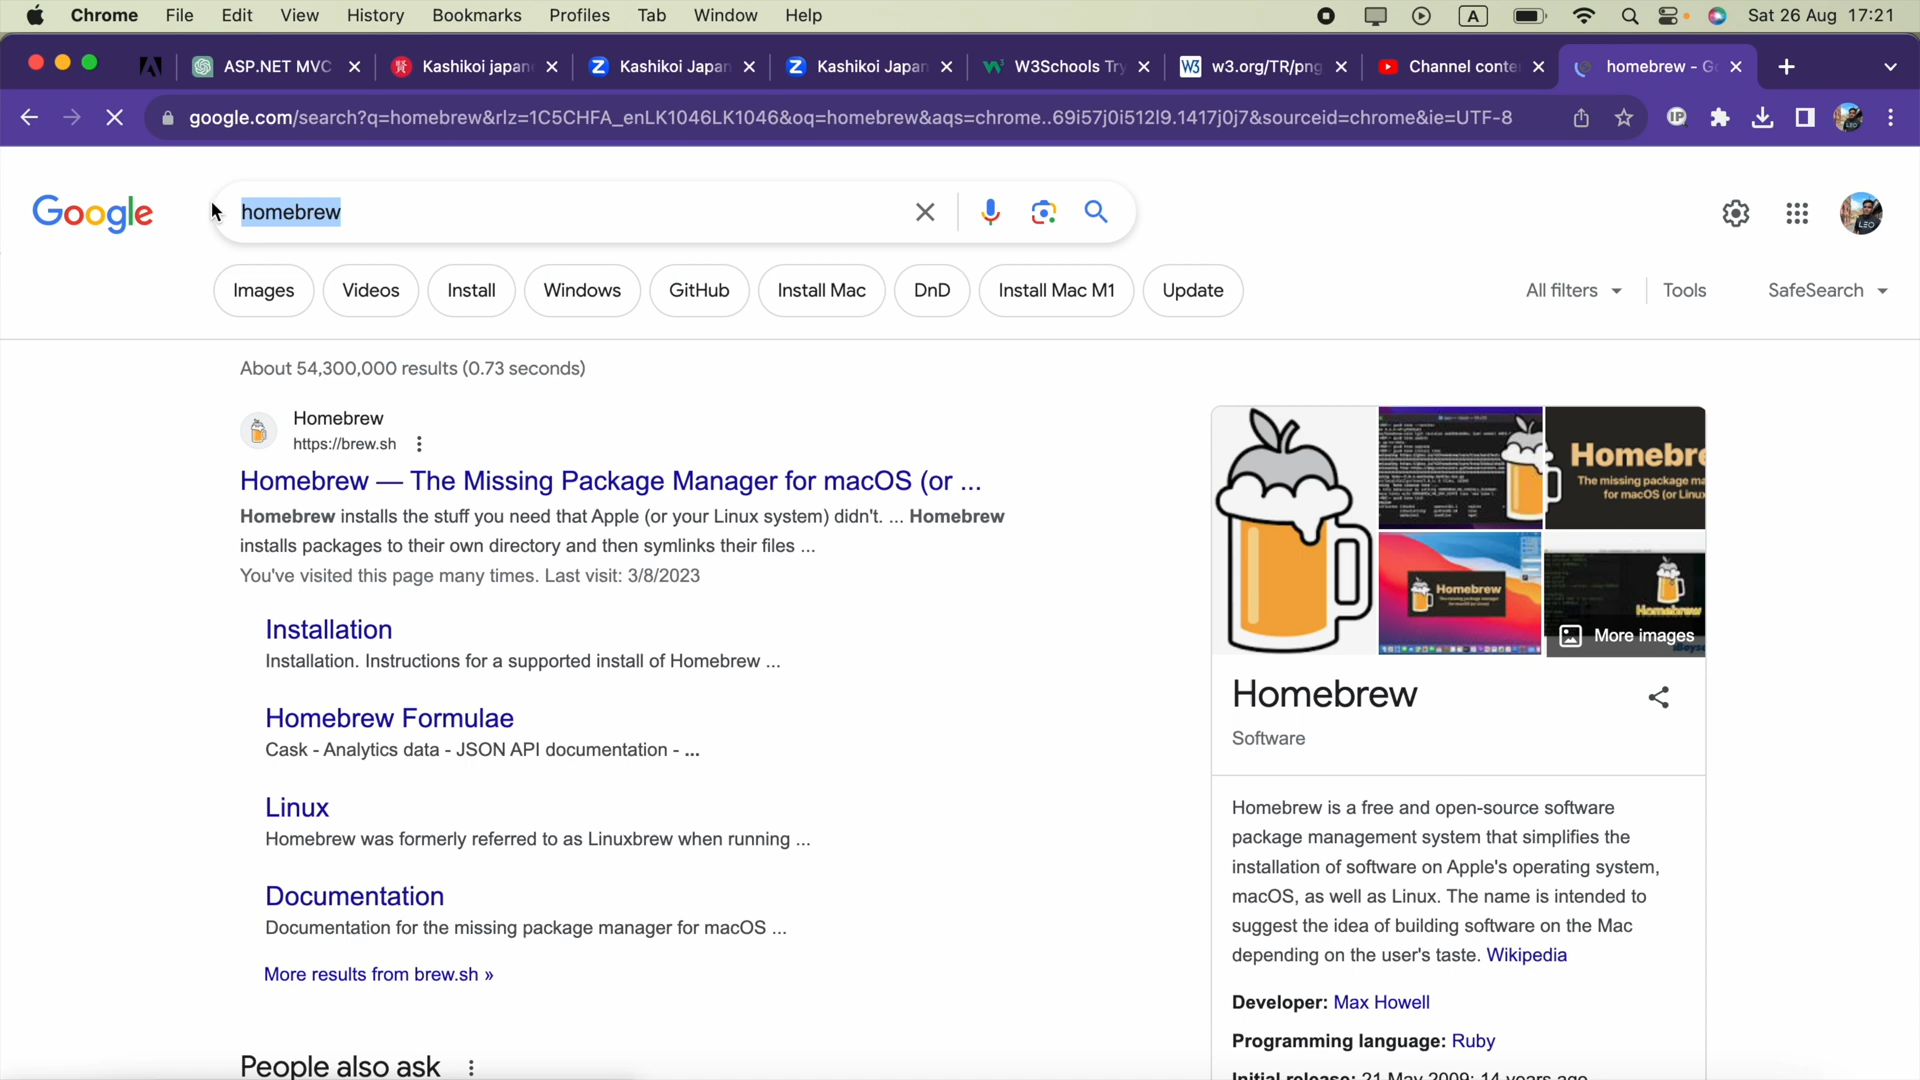 Chrome File Edit View History Bookmarks Profiles Tab Window Help A Sat 26 Aug 17:21
ASP.NET MVC Kashikoi japan Kashikoi Japan Kashikoi Japan W3Schools Try w3.org/TR/png Channel conte homebrew - G
google.com/search?q=homebrew&rlz=1C5CHFA_enLK1046LK1046&oq=homebrew&aqs=chrome..69i57j0i512l9.1417j0j7&sourceid=chrome&ie=UTF-8
Google homebrew
Images Videos Install Windows GitHub Install Mac DnD Install Mac M1 Update All filters Tools SafeSearch
About 54,300,000 results (0.73 seconds)
Homebrew
https://brew.sh
Homebrew — The Missing Package Manager for macOS (or ...
Homebrew installs the stuff you need that Apple (or your Linux system) didn't. ... Homebrew
installs packages to their own directory and then symlinks their files ...
You've visited this page many times. Last visit: 3/8/2023
Installation
Installation. Instructions for a supported install of Homebrew ...
Homebrew Formulae
Cask - Analytics data - JSON API documentation - ...
Linux
Homebrew was formerly referred to as Linuxbrew when running ...
Documentation
Documentation for the missing package manager for macOS ...
More results from brew.sh »
People also ask
Homebre
The missing package ma
for macOS (or Linux
Homebrew
Homebrew
More images
Homebrew
Software
Homebrew is a free and open-source software
package management system that simplifies the
installation of software on Apple's operating system,
macOS, as well as Linux. The name is intended to
suggest the idea of building software on the Mac
depending on the user's taste. Wikipedia
Developer: Max Howell
Programming language: Ruby
Initial release: 21 May 2009; 14 years ago